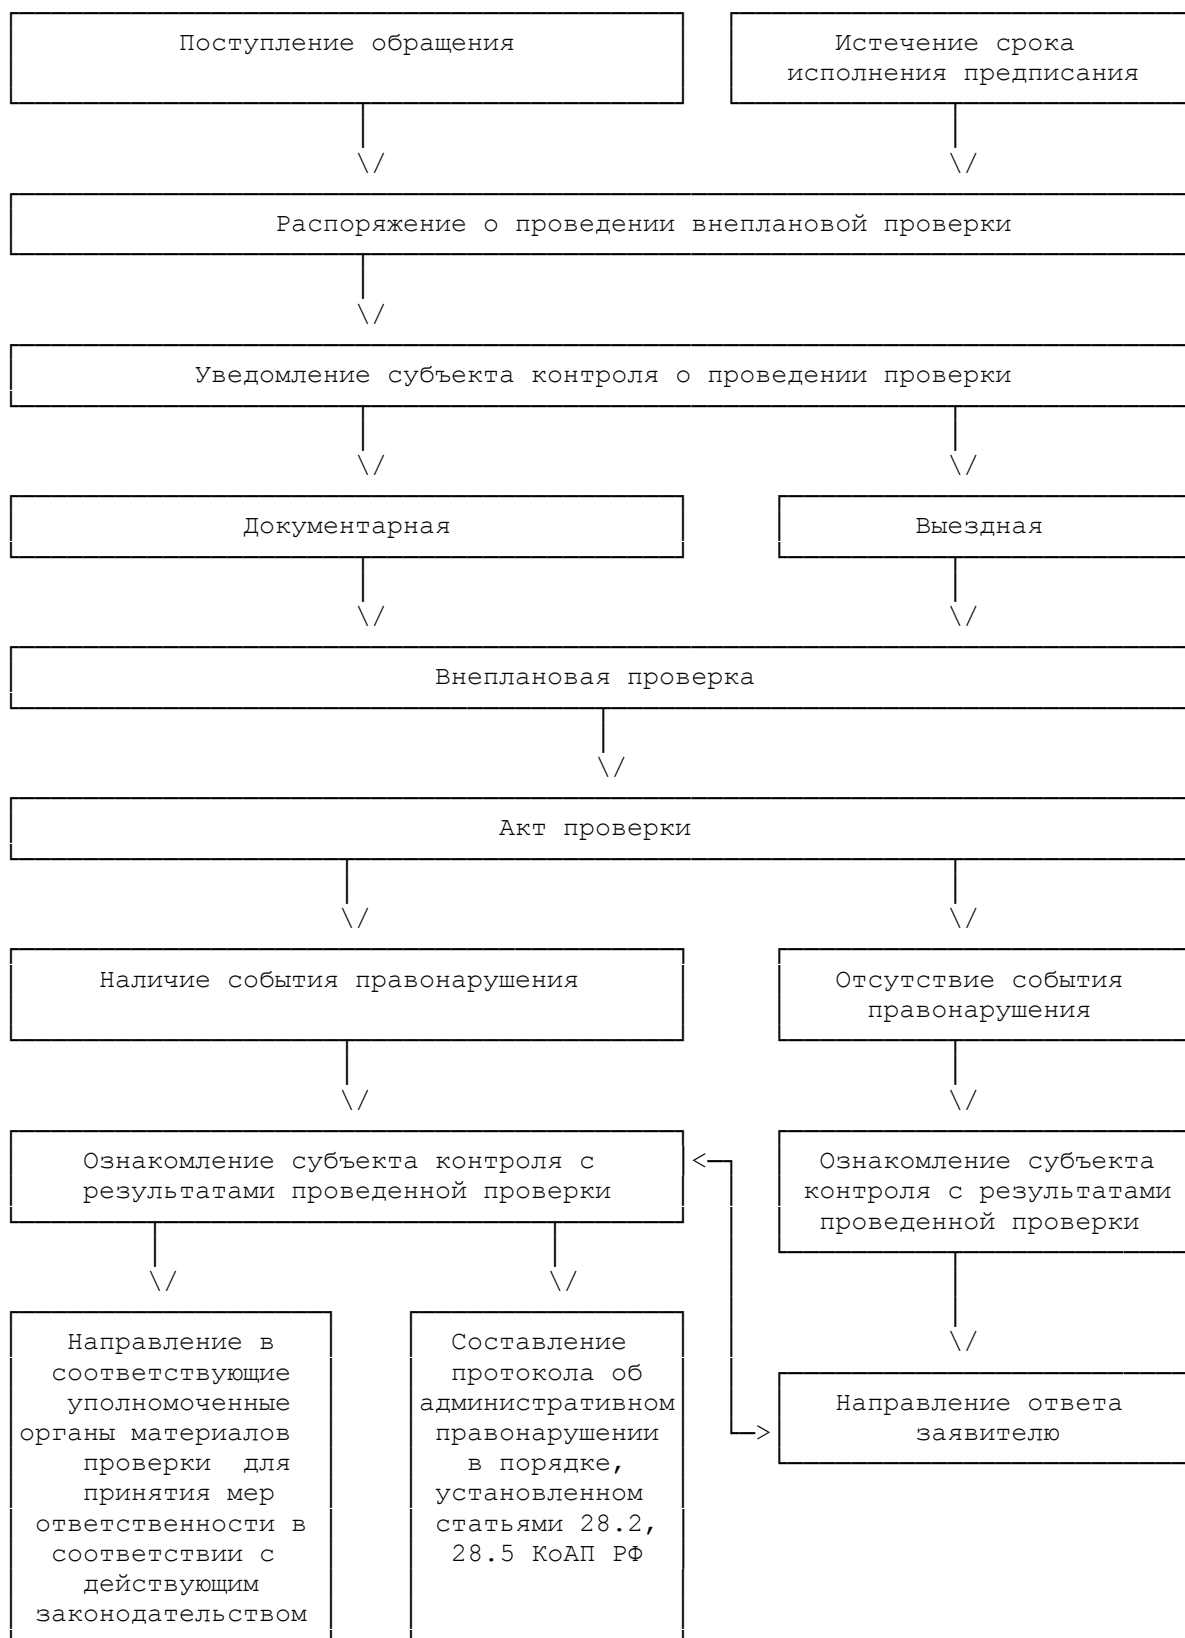 Поступление обращения
Истечение срока
исполнения предписания
Распоряжение о проведении внеплановой проверки
Уведомление субъекта контроля о проведении проверки
Документарная
Выездная
Внеплановая проверка
Акт проверки
Наличие события правонарушения
Отсутствие события
правонарушения
Ознакомление субъекта контроля с
результатами проведенной проверки
Ознакомление субъекта
контроля с результатами
проведенной проверки
Направление в
соответствующие
уполномоченные
органы материалов
проверки для
принятия мер
ответственности в
соответствии с
действующим
законодательством
Составление
протокола об
административном
правонарушении
в порядке,
установленном
статьями 28.2,
28.5 КоАП РФ
Направление ответа
заявителю